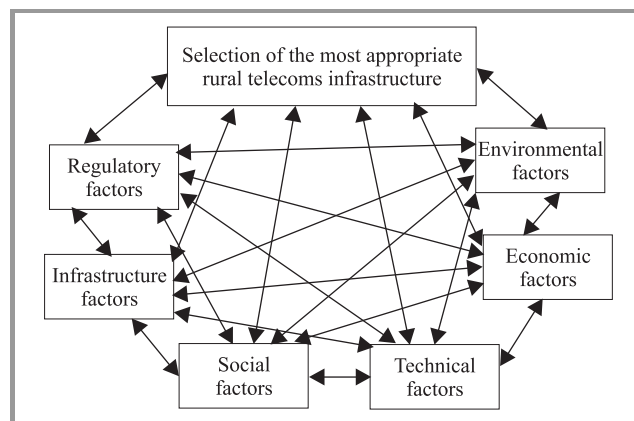 Selection of the most appropriate
rural telecoms infrastructure
Regulatory
factors
Environmental
factors
Infrastructure
factors
Economic
factors
Social
factors
Technical
factors